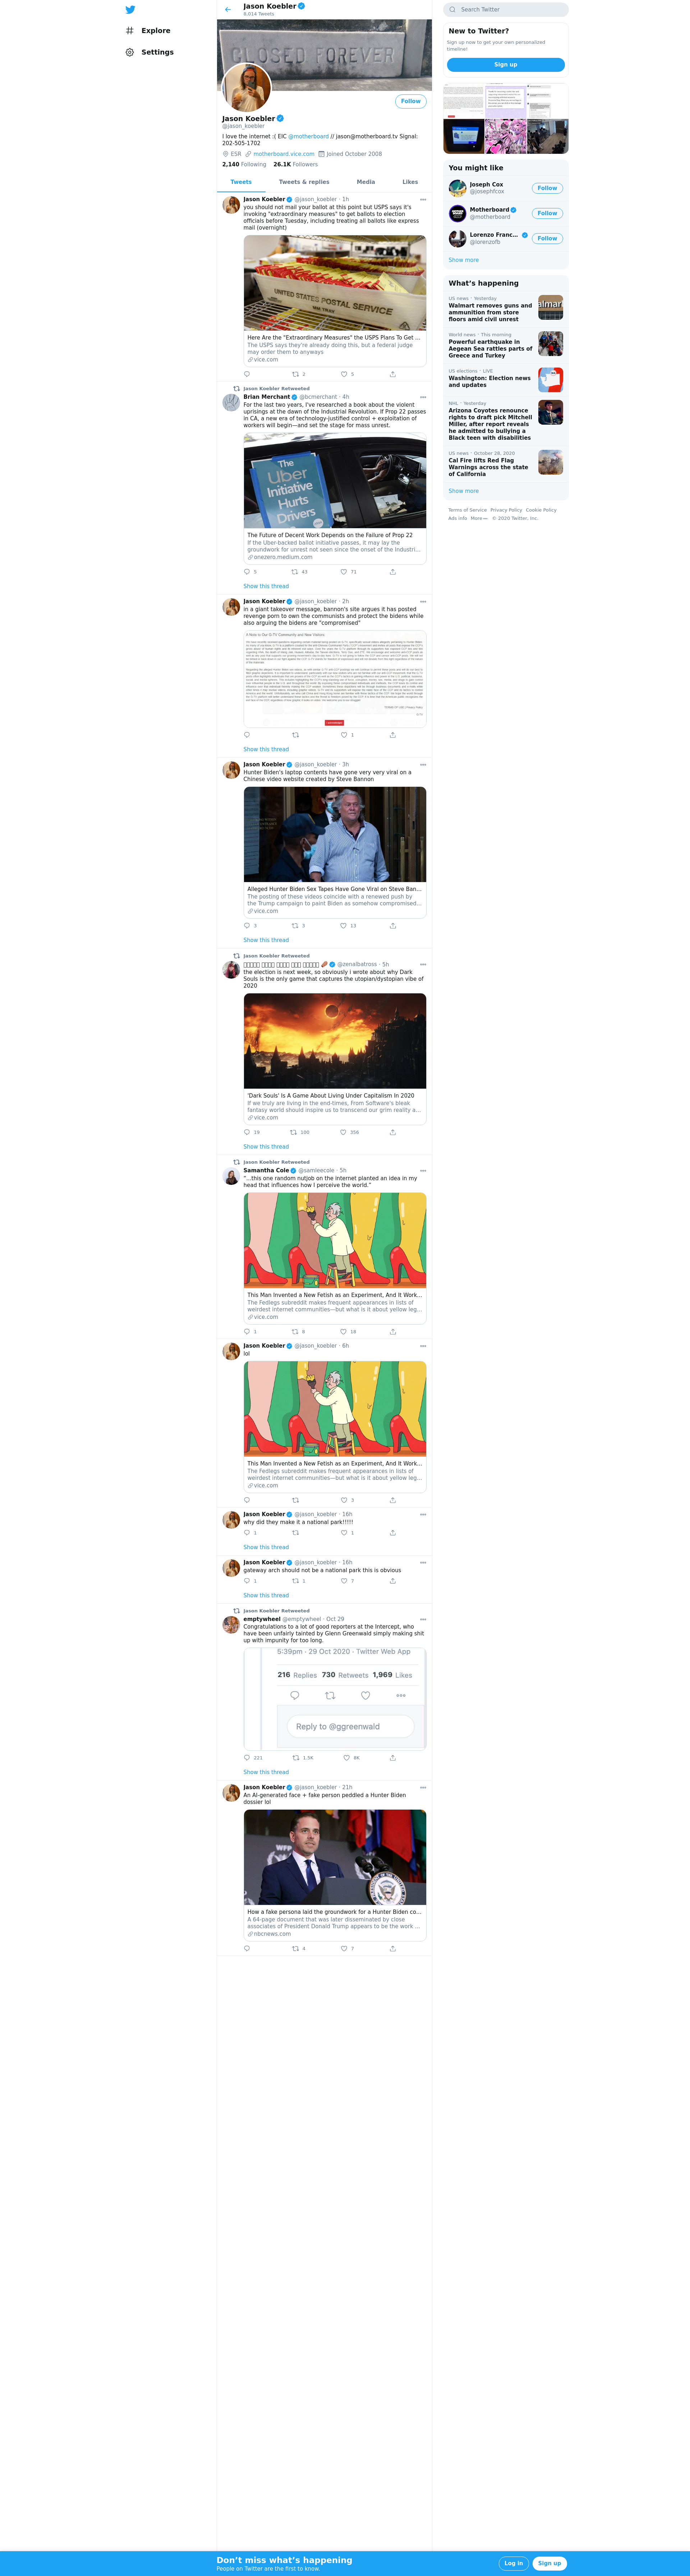 Explore
Settings
Jason Koebler
8,014 Tweets
CLOSED FOREVER
Follow
Jason Koebler
@jason_koebler
I love the internet :( EIC @motherboard // jason@motherboard.tv Signal:
202-505-1702
ESR motherboard.vice.com Joined October 2008
2,140 Following 26.1K Followers
Tweets Tweets & replies Media Likes
Jason Koebler @jason_koebler · 1h
you should not mail your ballot at this point but USPS says it's
invoking "extraordinary measures" to get ballots to election
officials before Tuesday, including treating all ballots like express
mail (overnight)
UNITED STATES POSTAL SERVICE
Here Are the "Extraordinary Measures" the USPS Plans To Get ...
The USPS says they're already doing this, but a federal judge
may order them to anyways
vice.com
2 5
Jason Koebler Retweeted
Brian Merchant @bcmerchant · 4h
For the last two years, I've researched a book about the violent
uprisings at the dawn of the Industrial Revolution. If Prop 22 passes
in CA, a new era of technology-justified control + exploitation of
workers will begin—and set the stage for mass unrest.
The
Uber
Initiative
Hurts
Drivers
The Future of Decent Work Depends on the Failure of Prop 22
If the Uber-backed ballot initiative passes, it may lay the
groundwork for unrest not seen since the onset of the Industri...
onezero.medium.com
5 43 71
Show this thread
Jason Koebler @jason_koebler · 2h
In a giant takeover message, bannon's site argues it has posted
revenge porn to own the communists and protect the bidens while
also arguing the bidens are "compromised"
1
Show this thread
Jason Koebler @jason_koebler · 3h
Hunter Biden's laptop contents have gone very very viral on a
Chinese video website created by Steve Bannon
Alleged Hunter Biden Sex Tapes Have Gone Viral on Steve Ban...
The posting of these videos coincide with a renewed push by
the Trump campaign to paint Biden as somehow compromised...
vice.com
3 3 13
Show this thread
Jason Koebler Retweeted
@zenalbatross · 5h
the election is next week, so obviously i wrote about why Dark
Souls is the only game that captures the utopian/dystopian vibe of
2020
'Dark Souls' Is A Game About Living Under Capitalism In 2020
If we truly are living in the end-times, From Software's bleak
fantasy world should inspire us to transcend our grim reality a...
vice.com
19 100 356
Show this thread
Jason Koebler Retweeted
Samantha Cole @samleecole · 5h
"...this one random nutjob on the internet planted an idea in my
head that influences how I perceive the world."
This Man Invented a New Fetish as an Experiment, And It Work...
The Fedlegs subreddit makes frequent appearances in lists of
weirdest internet communities—but what is it about yellow leg...
vice.com
1 6 18
Jason Koebler @jason_koebler · 6h
lol
This Man Invented a New Fetish as an Experiment, And It Work...
The Fedlegs subreddit makes frequent appearances in lists of
weirdest internet communities—but what is it about yellow leg...
vice.com
3
Jason Koebler @jason_koebler · 16h
why did they make it a national park!!!!!
1 1
Show this thread
Jason Koebler @jason_koebler · 16h
gateway arch should not be a national park this is obvious
1 1 7
Show this thread
Jason Koebler Retweeted
emptywheel @emptywheel · Oct 29
Congratulations to a lot of good reporters at the Intercept, who
have been unfairly tainted by Glenn Greenwald simply making shit
up with impunity for too long.
5:39pm · 29 Oct 2020 · Twitter Web App
216 Replies 730 Retweets 1,969 Likes
Reply to @ggreenwald
221 1.5K 8K
Show this thread
Jason Koebler @jason_koebler · 21h
An AI-generated face + fake person peddled a Hunter Biden
dossier lol
WFP
How a fake persona laid the groundwork for a Hunter Biden co...
A 64-page document that was later disseminated by close
associates of President Donald Trump appears to be the work ...
nbcnews.com
4 7
Search Twitter
New to Twitter?
Sign up now to get your own personalized
timeline!
Sign up
You might like
Joseph Cox
@josephfcox
Follow
Motherboard
@motherboard
Follow
Lorenzo Franc...
@lorenzofb
Follow
Show more
What's happening
US news · Yesterday
Walmart removes guns and
ammunition from store
floors amid civil unrest
World news · This morning
Powerful earthquake in
Aegean Sea rattles parts of
Greece and Turkey
US elections · LIVE
Washington: Election news
and updates
NHL · Yesterday
Arizona Coyotes renounce
rights to draft pick Mitchell
Miller, after report reveals
he admitted to bullying a
Black teen with disabilities
US news · October 28, 2020
Cal Fire lifts Red Flag
Warnings across the state
of California
Show more
Terms of Service Privacy Policy Cookie Policy
Ads info More © 2020 Twitter, Inc.
Don't miss what's happening
People on Twitter are the first to know.
Log in Sign up